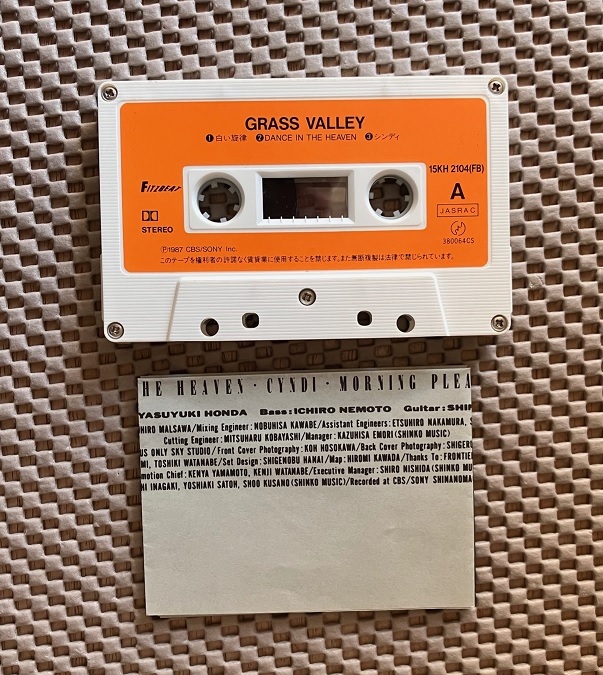 GRASS VALLEY
❶白い旋律 ❷DANCE IN THE HEAVEN ❸シンディ
15KH 2104(FB)
FITZBEAT
A
JASRAC
STEREO
380064CS
Ⓟ1987 CBS/SONY Inc.
このテープを権利者の許諾なく賃貸業に使用することを禁じます。また無断複製は法律で禁じられています。
HE HEAVEN · CYNDI · MORNING PLEA
YASUYUKI HONDA Bass:ICHIRO NEMOTO Guitar:SHI
HIRO MALSAWA/Mixing Engineer:NOBUHISA KAWABE/Assistant Engineers:ETSUHIRO NAKAMURA, S
Cutting Engineer:MITSUHARU KOBAYASHI/Manager:KAZUHISA EMORI(SHINKO MUSIC)
US ONLY SKY STUDIO/Front Cover Photography:KOH HOSOKAWA/Back Cover Photography:SHIGER
MI, TOSHIKI WATANABE/Set Design:SHIGENOBU HANAI/Map:HIROMI KAWADA/Thanks To:FRONTIE
motion Chief:KENYA YAMAMOTO, KENJI WATANABE/Executive Manager:SHIRO NISHIDA(SHINKO MU
HI INAGAKI, YOSHIAKI SATOH, SHOO KUSANO(SHINKO MUSIC)/Recorded at CBS/SONY SHINANOMA